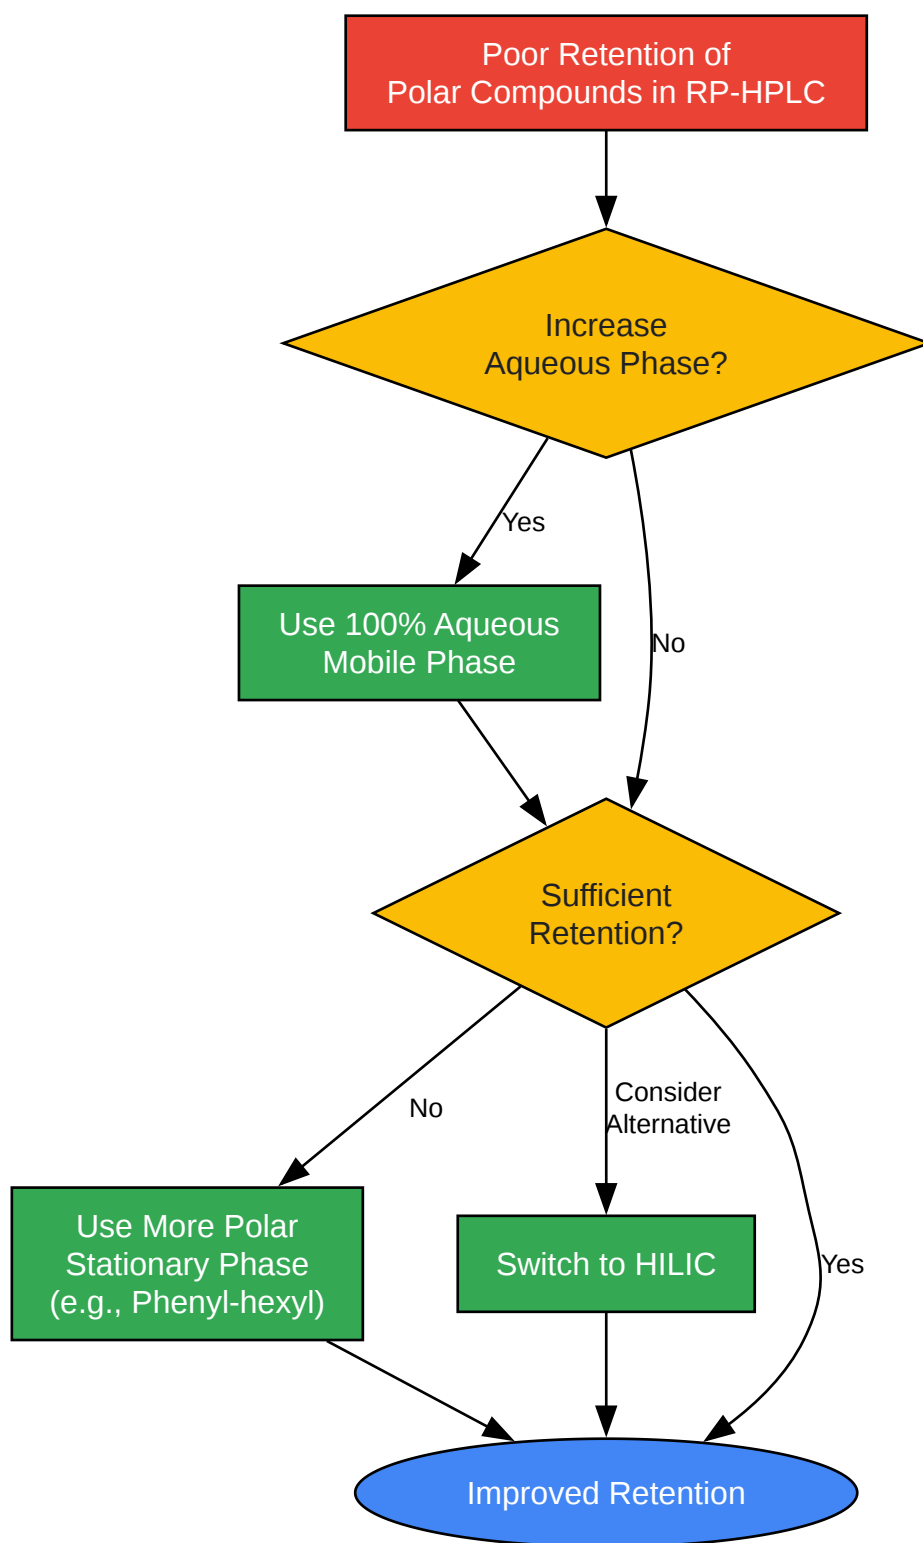 Poor Retention of
Polar Compounds in RP-HPLC
Increase
Aqueous Phase?
Yes
Use 100% Aqueous
Mobile Phase
No
Sufficient
Retention?
No
Consider
Alternative
Use More Polar
Stationary Phase
(e.g., Phenyl-hexyl)
Switch to HILIC
Yes
Improved Retention